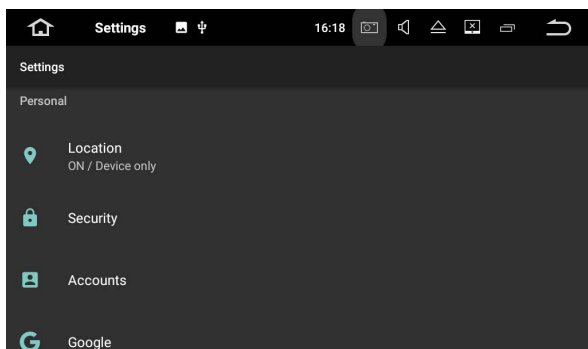 Settings 16:18
Settings
Personal
Location
ON / Device only
Security
Accounts
Google